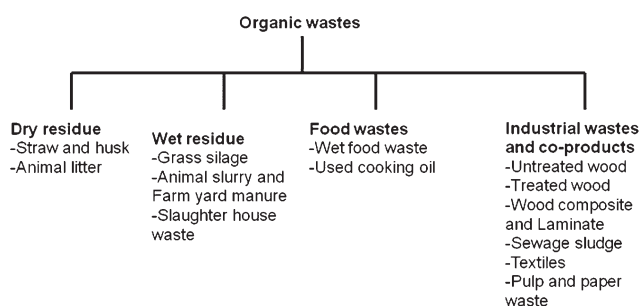 Organic wastes
Dry residue
-Straw and husk
-Animal litter
Wet residue
-Grass silage
-Animal slurry and
Farm yard manure
-Slaughter house
waste
Food wastes
-Wet food waste
-Used cooking oil
Industrial wastes
and co-products
-Untreated wood
-Treated wood
-Wood composite
and Laminate
-Sewage sludge
-Textiles
-Pulp and paper
waste